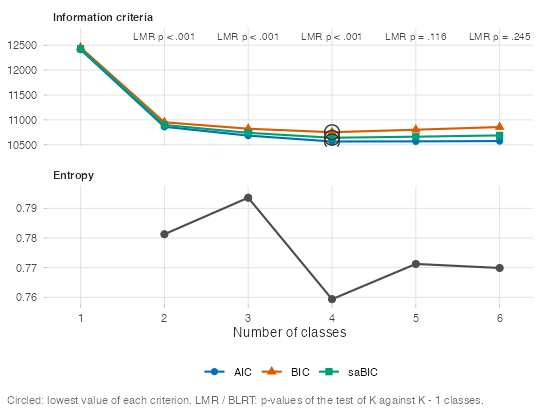 Information criteria
LMR p < .001 LMR p < .001 LMR p < .001 LMR p = .116 LMR p = .245
12500
12000
11500
11000
10500
Entropy
0.79
0.78
0.77
0.76
1 2 3 4 5 6
Number of classes
AIC BIC saBIC
Circled: lowest value of each criterion. LMR / BLRT: p-values of the test of K against K - 1 classes.